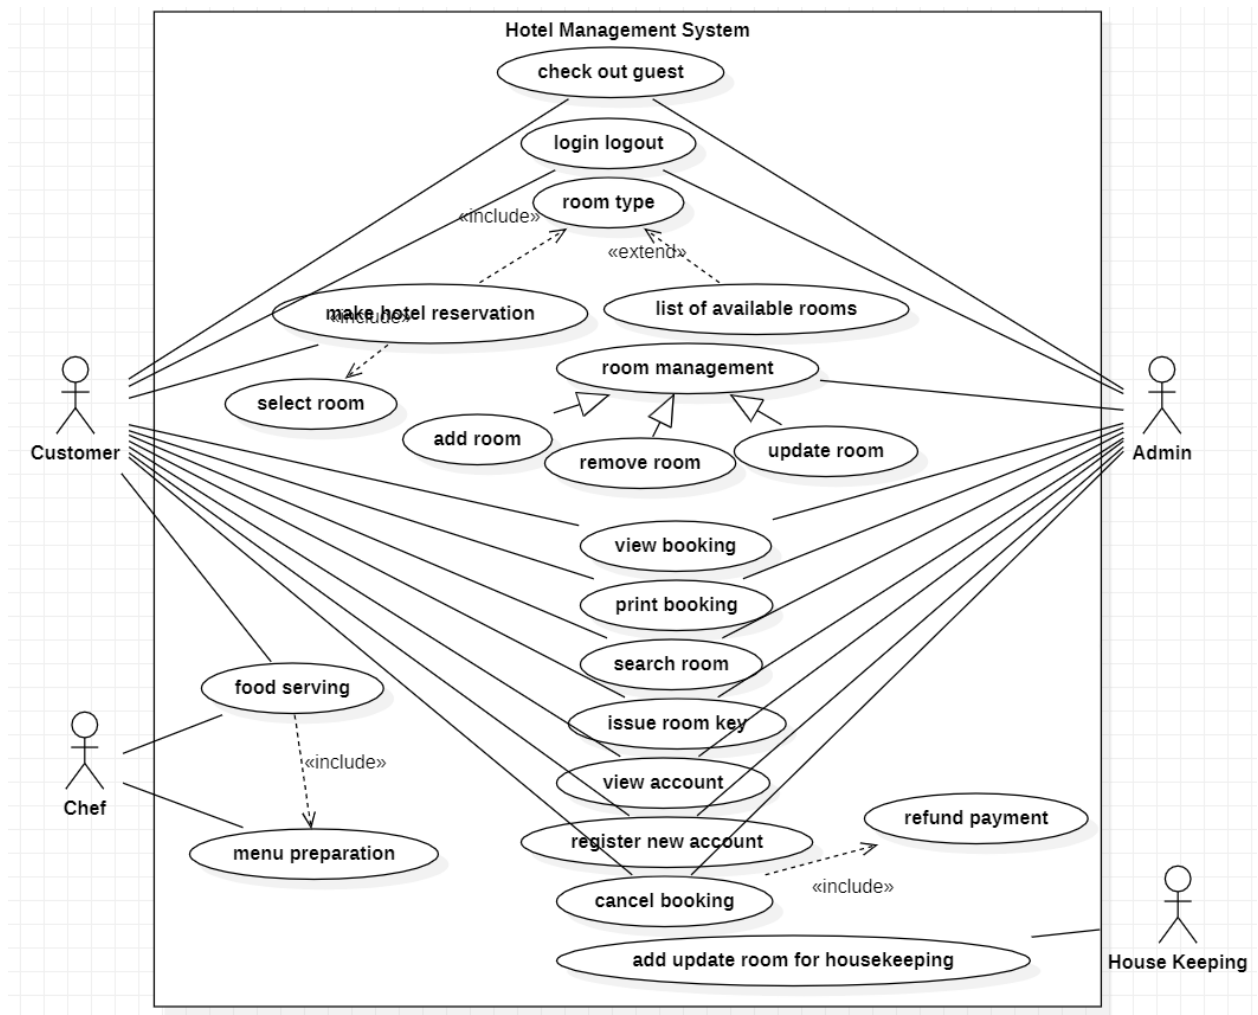 Hotel Management System
check out guest
login logout
room type
«include»
«extend»
make hotel reservation
«include»
list of available rooms
room management
select room
add room
remove room
update room
Customer
Admin
view booking
print booking
search room
food serving
issue room key
«include»
view account
Chef
refund payment
register new account
menu preparation
«include»
cancel booking
add update room for housekeeping
House Keeping